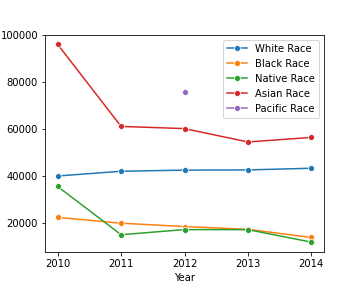 100000
80000
60000
40000
20000
White Race
Black Race
Native Race
Asian Race
Pacific Race
2010 2011 2012 2013 2014
Year